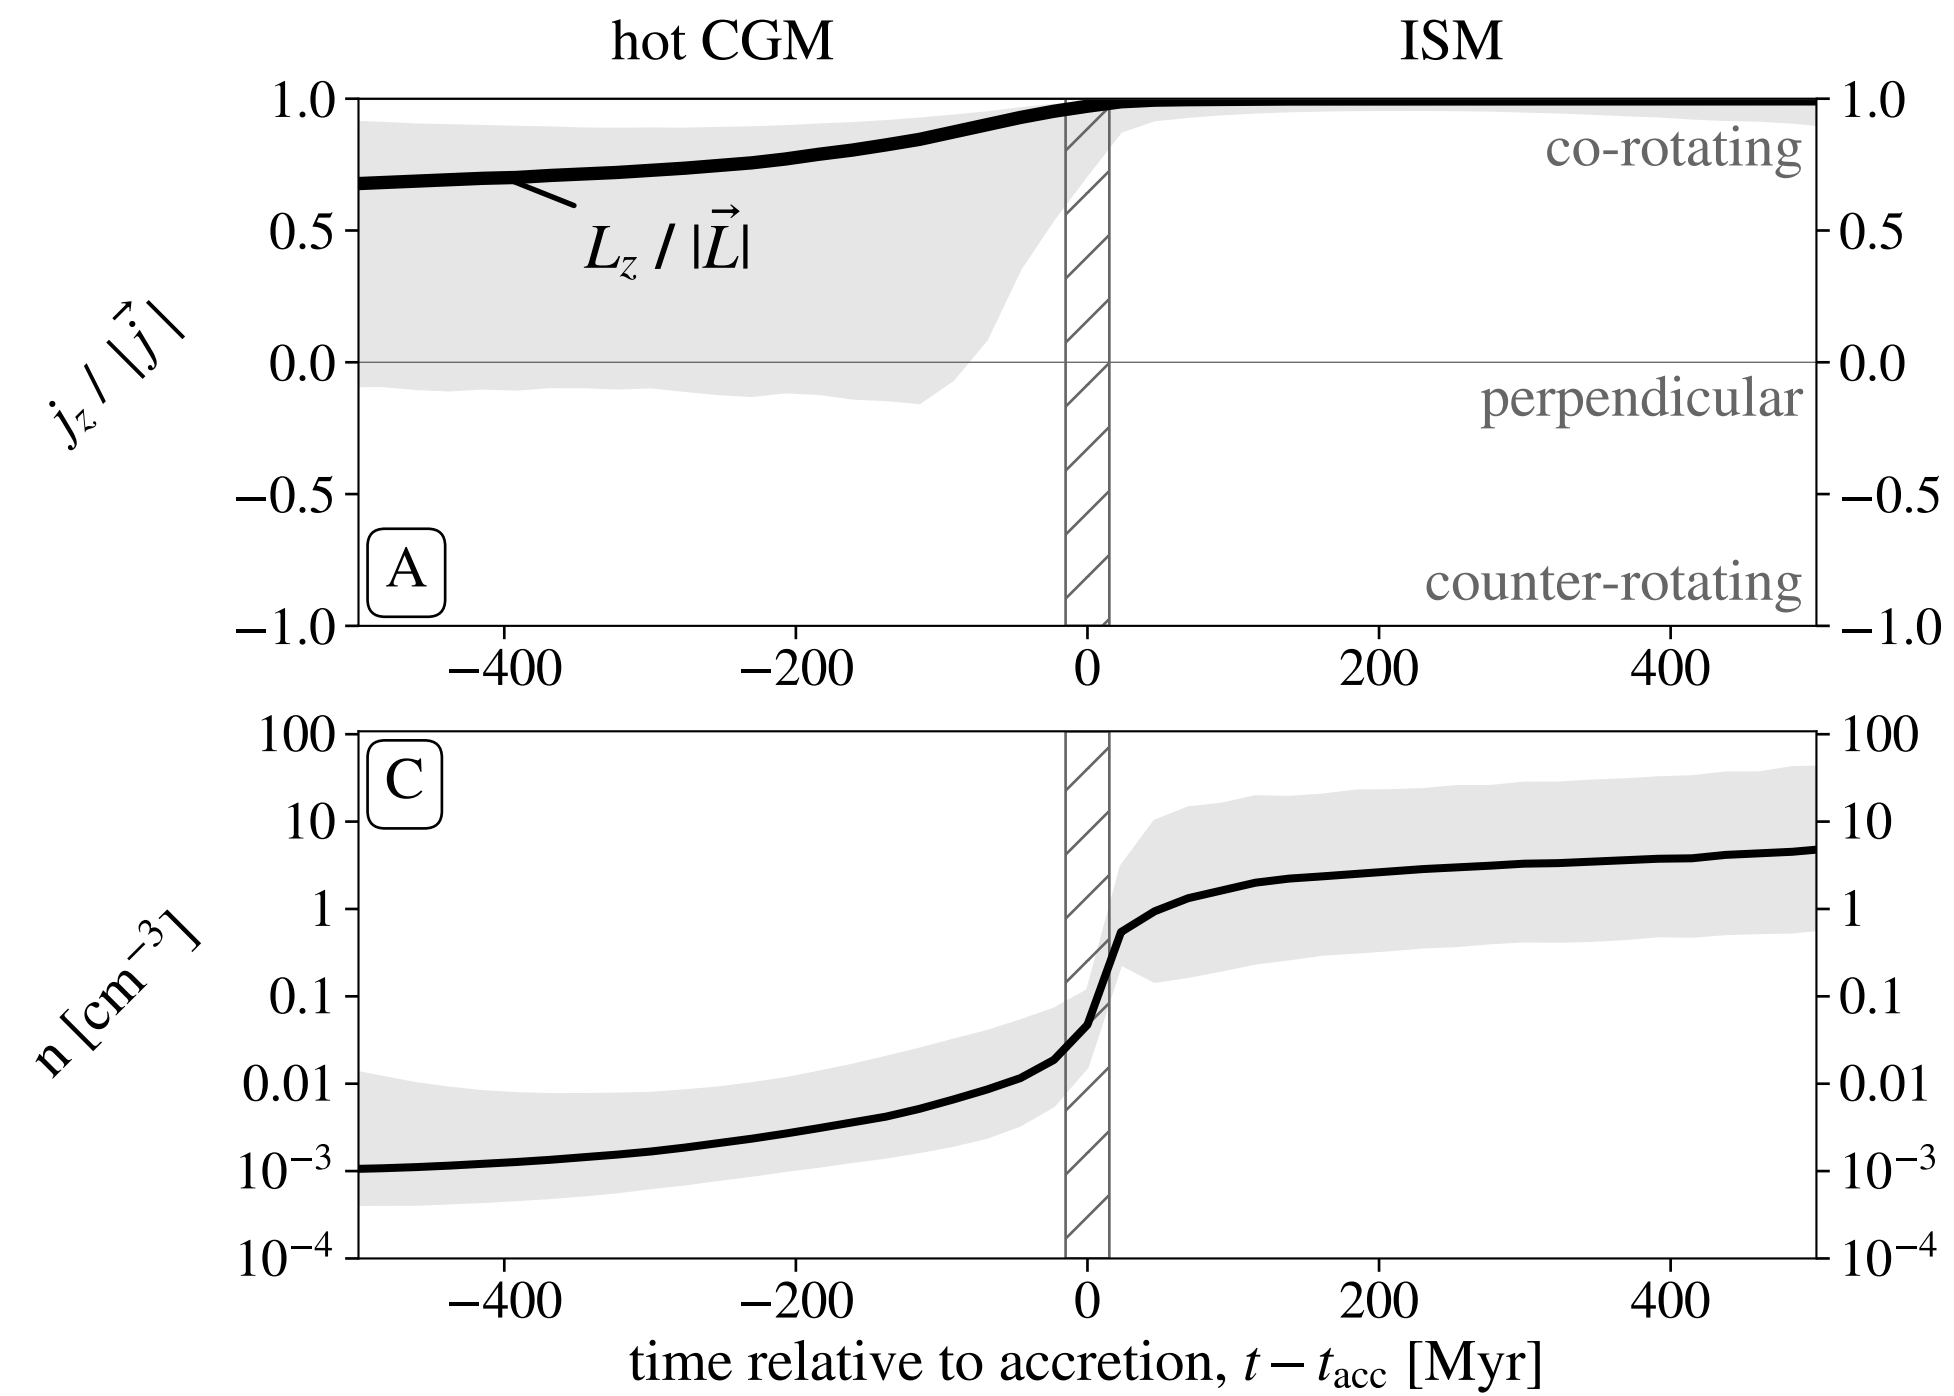 hot CGM ISM
1.0 1.0
co-rotating
L_z / |\vec{L}|
0.5 0.5
j_z / |\vec{j}|
0.0 0.0
perpendicular
−0.5 −0.5
A
counter-rotating
−1.0 −1.0
−400 −200 0 200 400
100 100
C
10 10
1 1
n [cm⁻³]
0.1 0.1
0.01 0.01
10⁻³ 10⁻³
10⁻⁴ 10⁻⁴
−400 −200 0 200 400
time relative to accretion, t − t_acc [Myr]